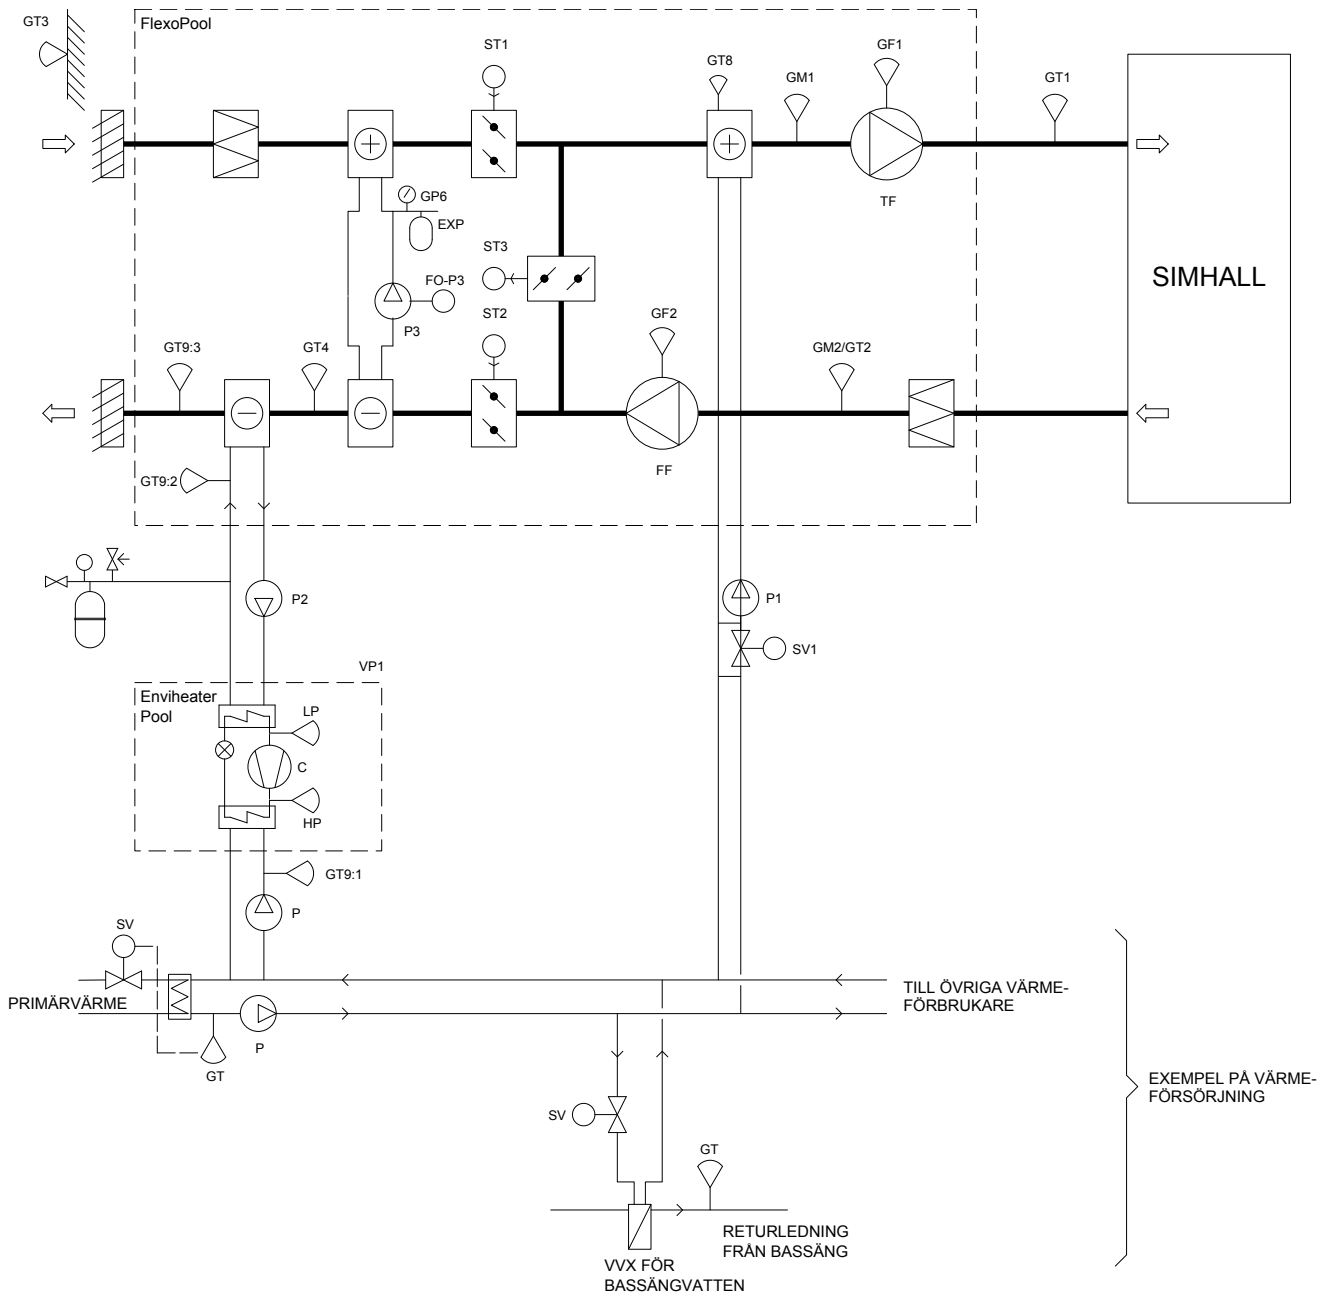 GT3
FlexoPool
ST1
GT8
GM1
GF1
GT1
TF
GP6
EXP
ST3
SIMHALL
FO-P3
P3
ST2
GF2
GT9:3
GT4
GM2/GT2
FF
GT9:2
P2
P1
SV1
VP1
Enviheater
Pool
LP
C
HP
GT9:1
P
SV
PRIMÄRVÄRME
TILL ÖVRIGA VÄRME-
FÖRBRUKARE
P
GT
EXEMPEL PÅ VÄRME-
FÖRSÖRJNING
SV
GT
RETURLEDNING
FRÅN BASSÄNG
VVX FÖR
BASSÄNGVATTEN